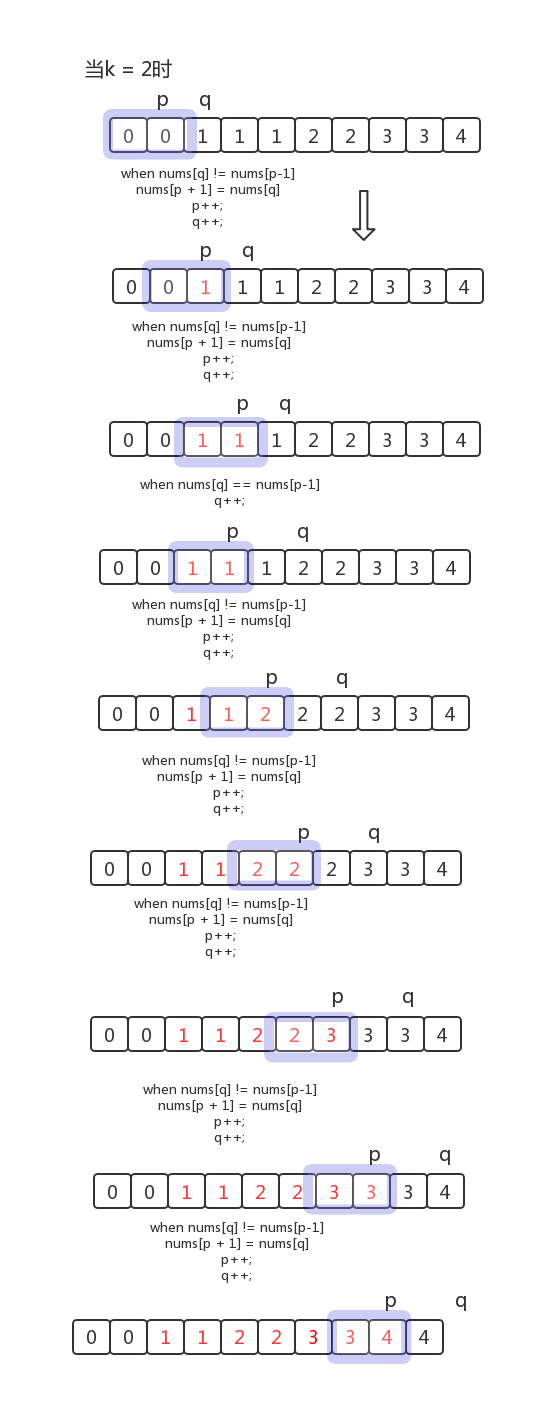 当k = 2时
p q
0 0 1 1 1 2 2 3 3 4
when nums[q] != nums[p-1]
nums[p + 1] = nums[q]
p++;
q++;
p q
0 0 1 1 1 2 2 3 3 4
when nums[q] != nums[p-1]
nums[p + 1] = nums[q]
p++;
q++;
p q
0 0 1 1 1 2 2 3 3 4
when nums[q] == nums[p-1]
q++;
p q
0 0 1 1 1 2 2 3 3 4
when nums[q] != nums[p-1]
nums[p + 1] = nums[q]
p++;
q++;
p q
0 0 1 1 2 2 2 3 3 4
when nums[q] != nums[p-1]
nums[p + 1] = nums[q]
p++;
q++;
p q
0 0 1 1 2 2 2 3 3 4
when nums[q] != nums[p-1]
nums[p + 1] = nums[q]
p++;
q++;
p q
0 0 1 1 2 2 3 3 3 4
when nums[q] != nums[p-1]
nums[p + 1] = nums[q]
p++;
q++;
p q
0 0 1 1 2 2 3 3 3 4
when nums[q] != nums[p-1]
nums[p + 1] = nums[q]
p++;
q++;
p q
0 0 1 1 2 2 3 3 4 4